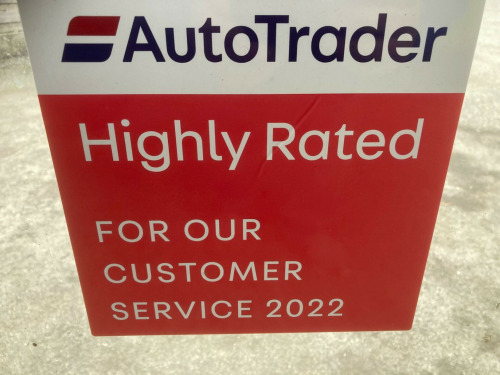 AutoTrader
Highly Rated
FOR OUR
CUSTOMER
SERVICE 2022